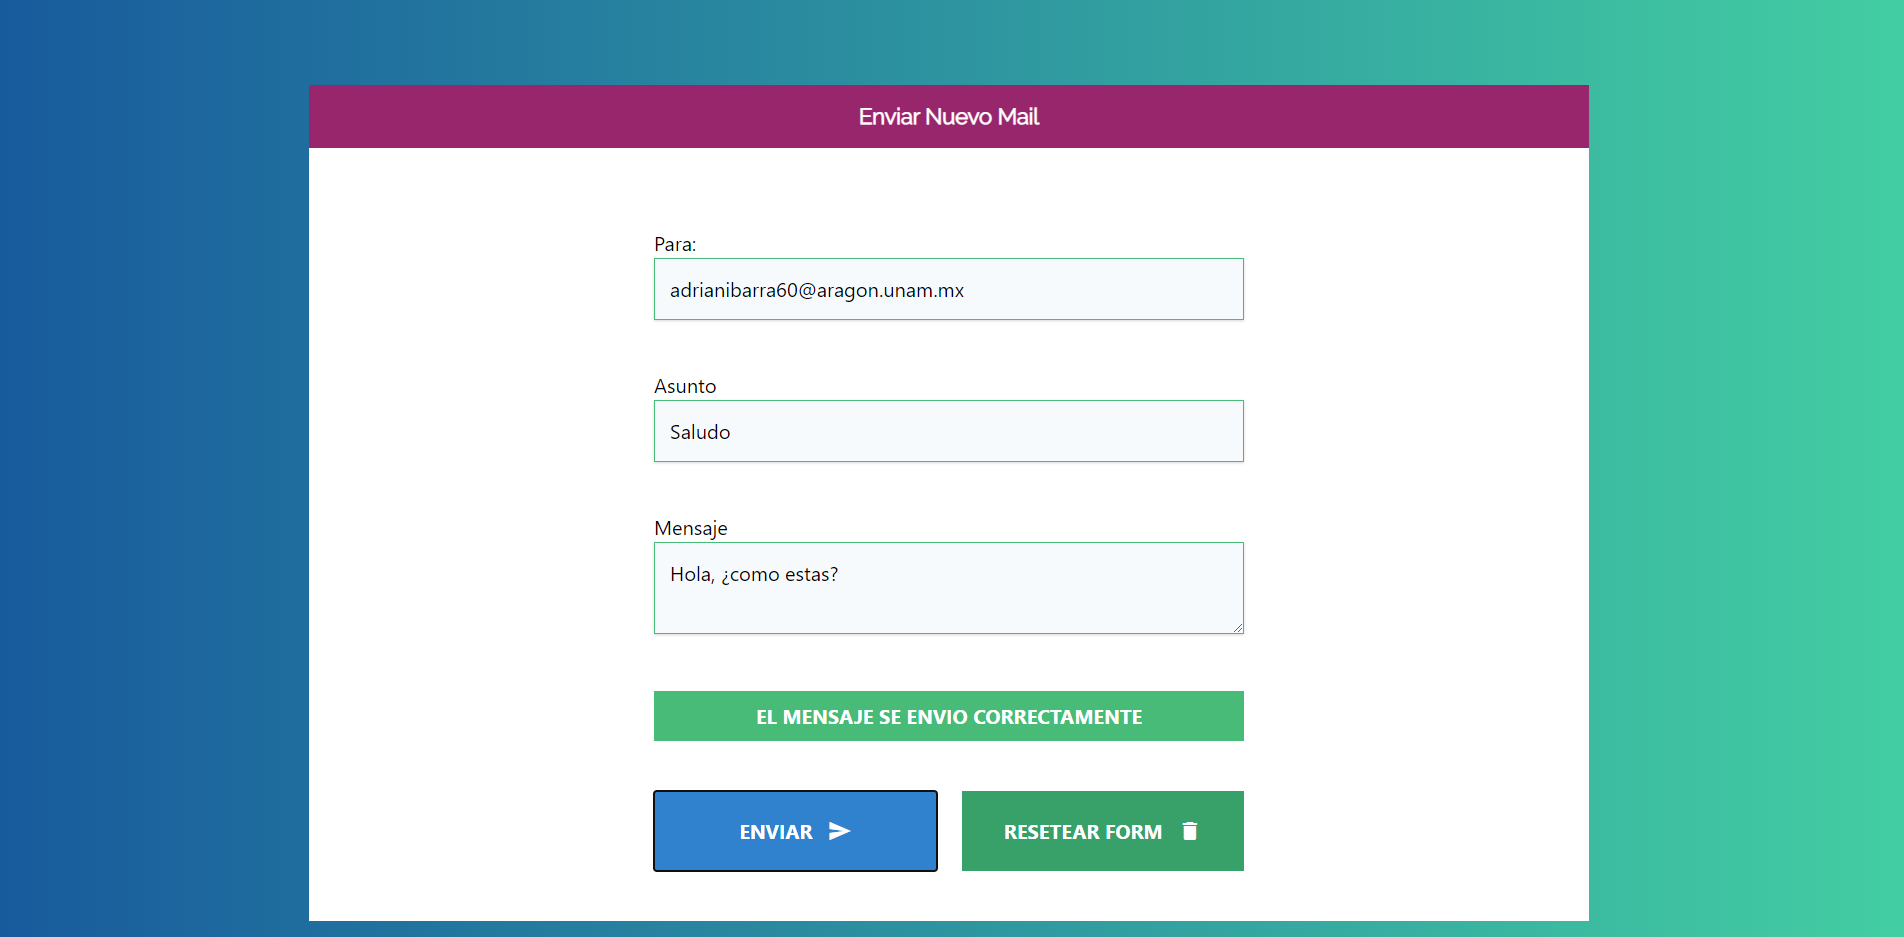 Enviar Nuevo Mail
Para:
adrianibarra60@aragon.unam.mx
Asunto
Saludo
Mensaje
Hola, ¿como estas?
EL MENSAJE SE ENVIO CORRECTAMENTE
ENVIAR
RESETEAR FORM